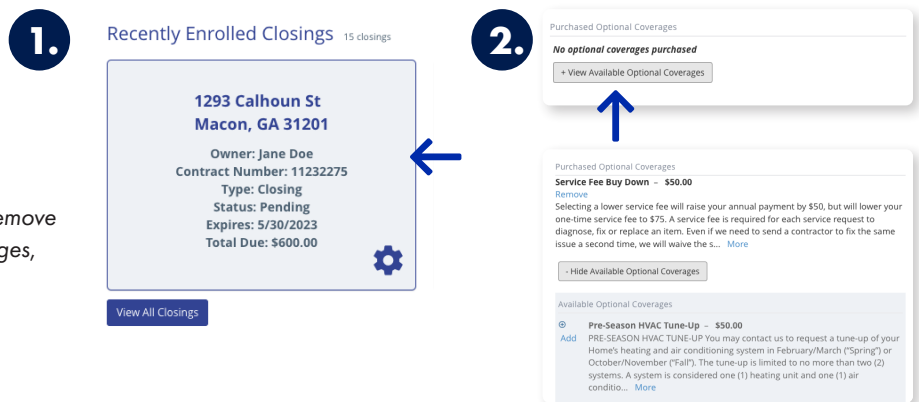 1.
Recently Enrolled Closings 15 closings
1293 Calhoun St
Macon, GA 31201
Owner: Jane Doe
Contract Number: 11232275
Type: Closing
Status: Pending
Expires: 5/30/2023
Total Due: $600.00
View All Closings
emove
ges,
2.
Purchased Optional Coverages
No optional coverages purchased
+ View Available Optional Coverages
Purchased Optional Coverages
Service Fee Buy Down – $50.00
Remove
Selecting a lower service fee will raise your annual payment by $50, but will lower your
one-time service fee to $75. A service fee is required for each service request to
diagnose, fix or replace an item. Even if we need to send a contractor to fix the same
issue a second time, we will waive the s... More
- Hide Available Optional Coverages
Available Optional Coverages
Pre-Season HVAC Tune-Up – $50.00
Add PRE-SEASON HVAC TUNE-UP You may contact us to request a tune-up of your
Home's heating and air conditioning system in February/March ("Spring") or
October/November ("Fall"). The tune-up is limited to no more than two (2)
systems. A system is considered one (1) heating unit and one (1) air
conditio... More